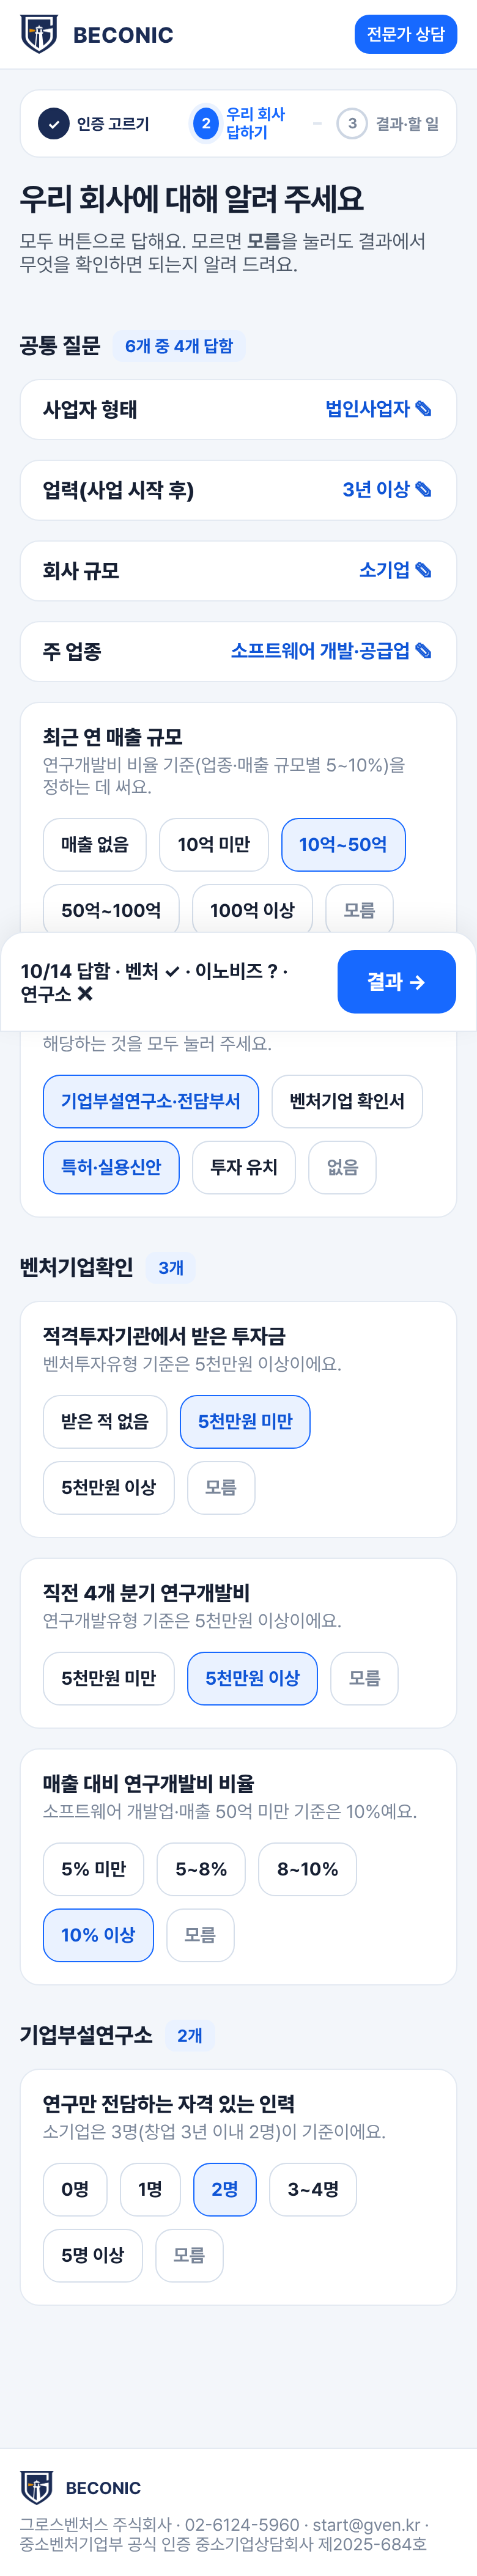 BECONIC
전문가 상담
✓ 인증 고르기
2 우리 회사
답하기
3 결과·할 일
우리 회사에 대해 알려 주세요
모두 버튼으로 답해요. 모르면 모름을 눌러도 결과에서
무엇을 확인하면 되는지 알려 드려요.
공통 질문 6개 중 4개 답함
사업자 형태 법인사업자 ✎
업력(사업 시작 후) 3년 이상 ✎
회사 규모 소기업 ✎
주 업종 소프트웨어 개발·공급업 ✎
최근 연 매출 규모
연구개발비 비율 기준(업종·매출 규모별 5~10%)을
정하는 데 써요.
매출 없음 10억 미만 10억~50억
50억~100억 100억 이상 모름
10/14 답함 · 벤처 ✓ · 이노비즈 ? ·
연구소 ✕
결과 →
해당하는 것을 모두 눌러 주세요.
기업부설연구소·전담부서 벤처기업 확인서
특허·실용신안 투자 유치 없음
벤처기업확인 3개
적격투자기관에서 받은 투자금
벤처투자유형 기준은 5천만원 이상이에요.
받은 적 없음 5천만원 미만
5천만원 이상 모름
직전 4개 분기 연구개발비
연구개발유형 기준은 5천만원 이상이에요.
5천만원 미만 5천만원 이상 모름
매출 대비 연구개발비 비율
소프트웨어 개발업·매출 50억 미만 기준은 10%예요.
5% 미만 5~8% 8~10%
10% 이상 모름
기업부설연구소 2개
연구만 전담하는 자격 있는 인력
소기업은 3명(창업 3년 이내 2명)이 기준이에요.
0명 1명 2명 3~4명
5명 이상 모름
BECONIC
그로스벤처스 주식회사 · 02-6124-5960 · start@gven.kr ·
중소벤처기업부 공식 인증 중소기업상담회사 제2025-684호